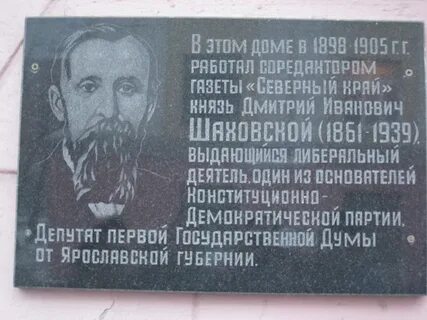 В этом доме в 1898-1905 г.г.
работал соредактором
газеты «Северный край»
князь Дмитрий Иванович
Шаховской (1861-1939),
выдающийся либеральный
деятель, один из основателей
Конституционно-
Демократической партии,
Депутат первой Государственной Думы
от Ярославской губернии.